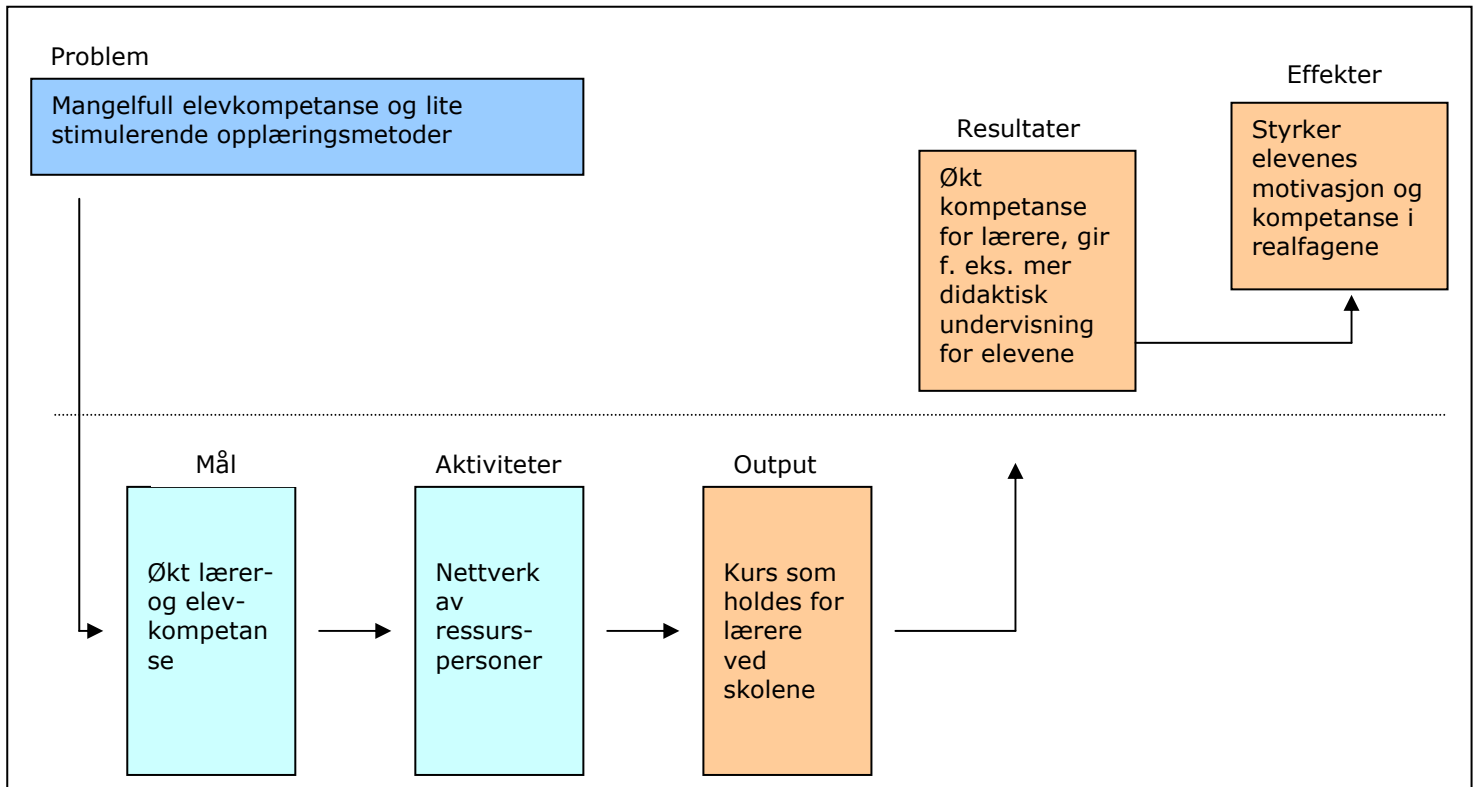 Problem
Mangelfull elevkompetanse og lite
stimulerende opplæringsmetoder
Effekter
Styrker
elevenes
motivasjon og
kompetanse i
realfagene
Resultater
Økt
kompetanse
for lærere, gir
f. eks. mer
didaktisk
undervisning
for elevene
Mål
Økt lærer-
og elev-
kompetan
se
Aktiviteter
Nettverk
av
ressurs-
personer
Output
Kurs som
holdes for
lærere
ved
skolene